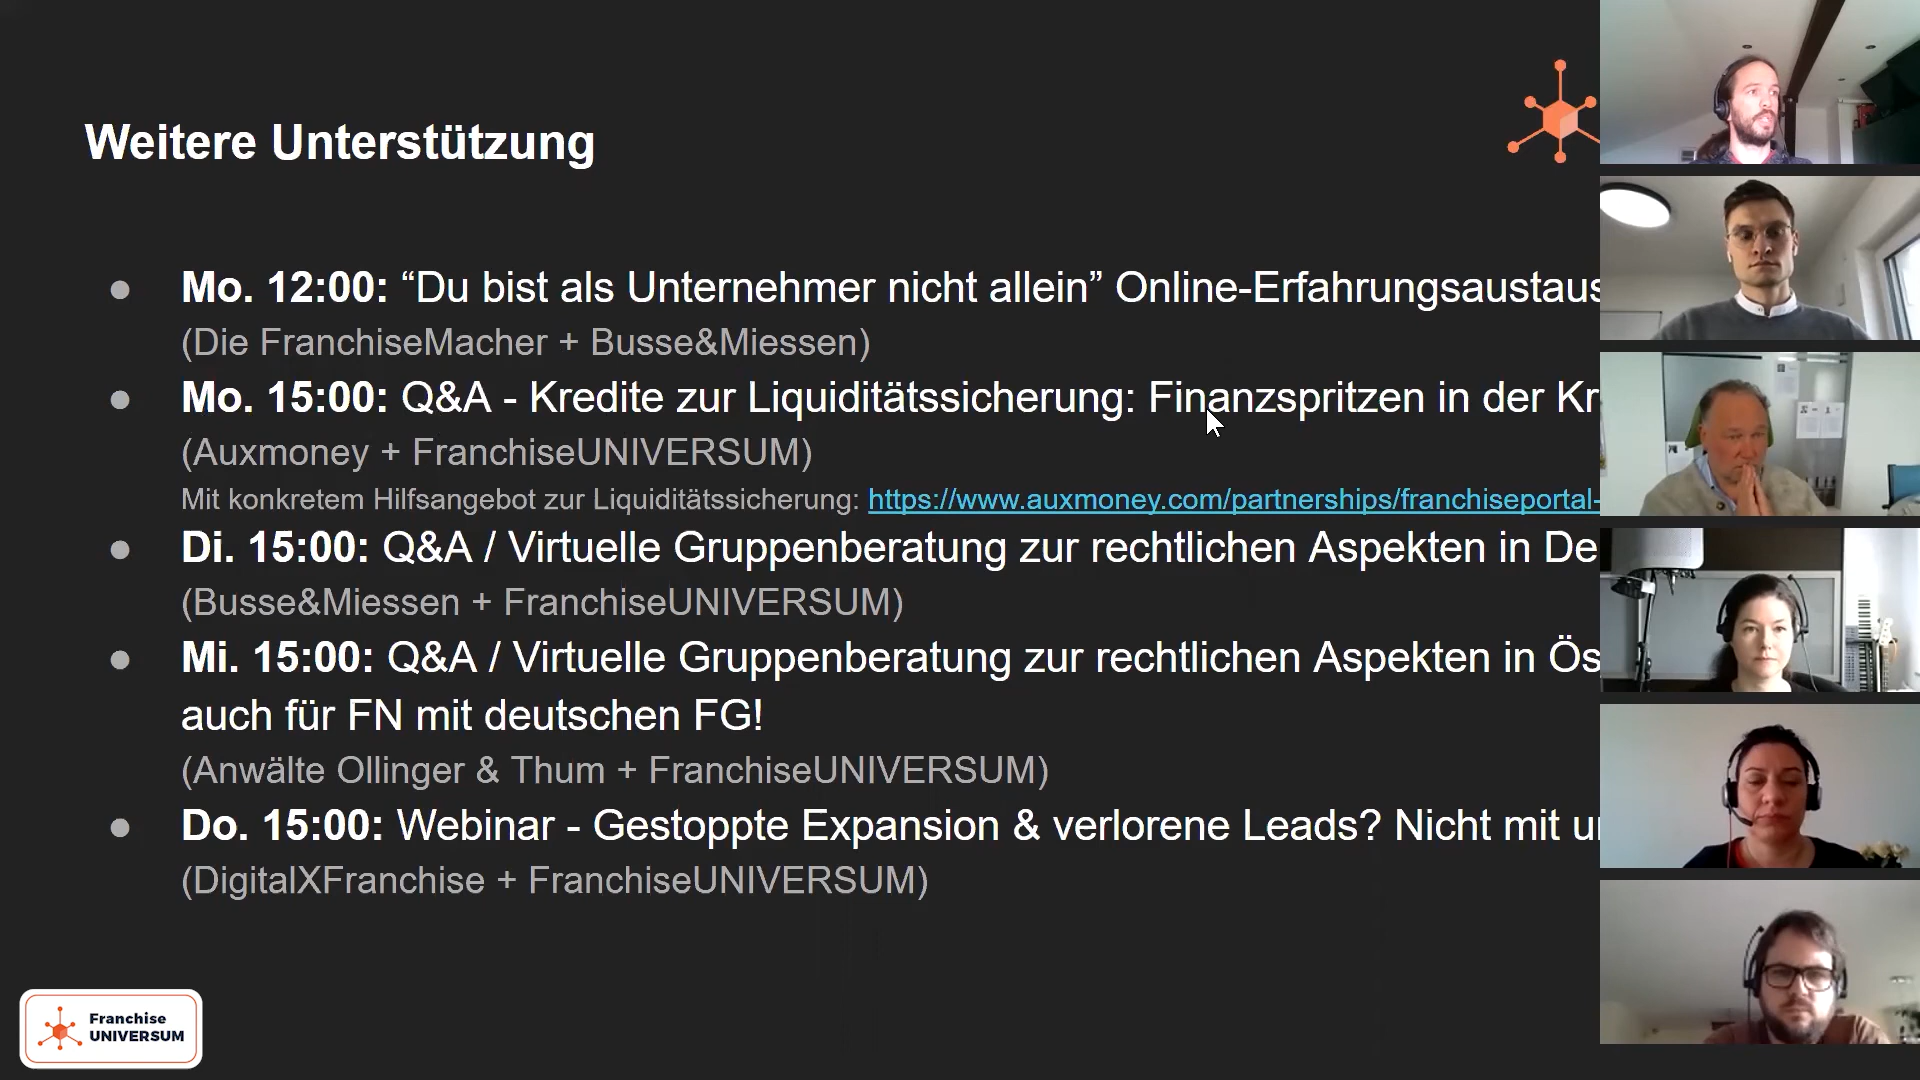 Weitere Unterstützung
● Mo. 12:00: “Du bist als Unternehmer nicht allein” Online-Erfahrungsaustaus
(Die FranchiseMacher + Busse&Miessen)
● Mo. 15:00: Q&A - Kredite zur Liquiditätssicherung: Finanzspritzen in der Kr
(Auxmoney + FranchiseUNIVERSUM)
Mit konkretem Hilfsangebot zur Liquiditätssicherung: https://www.auxmoney.com/partnerships/franchiseportal-
● Di. 15:00: Q&A / Virtuelle Gruppenberatung zur rechtlichen Aspekten in De
(Busse&Miessen + FranchiseUNIVERSUM)
● Mi. 15:00: Q&A / Virtuelle Gruppenberatung zur rechtlichen Aspekten in Ös
auch für FN mit deutschen FG!
(Anwälte Ollinger & Thum + FranchiseUNIVERSUM)
● Do. 15:00: Webinar - Gestoppte Expansion & verlorene Leads? Nicht mit u
(DigitalXFranchise + FranchiseUNIVERSUM)
Franchise
UNIVERSUM